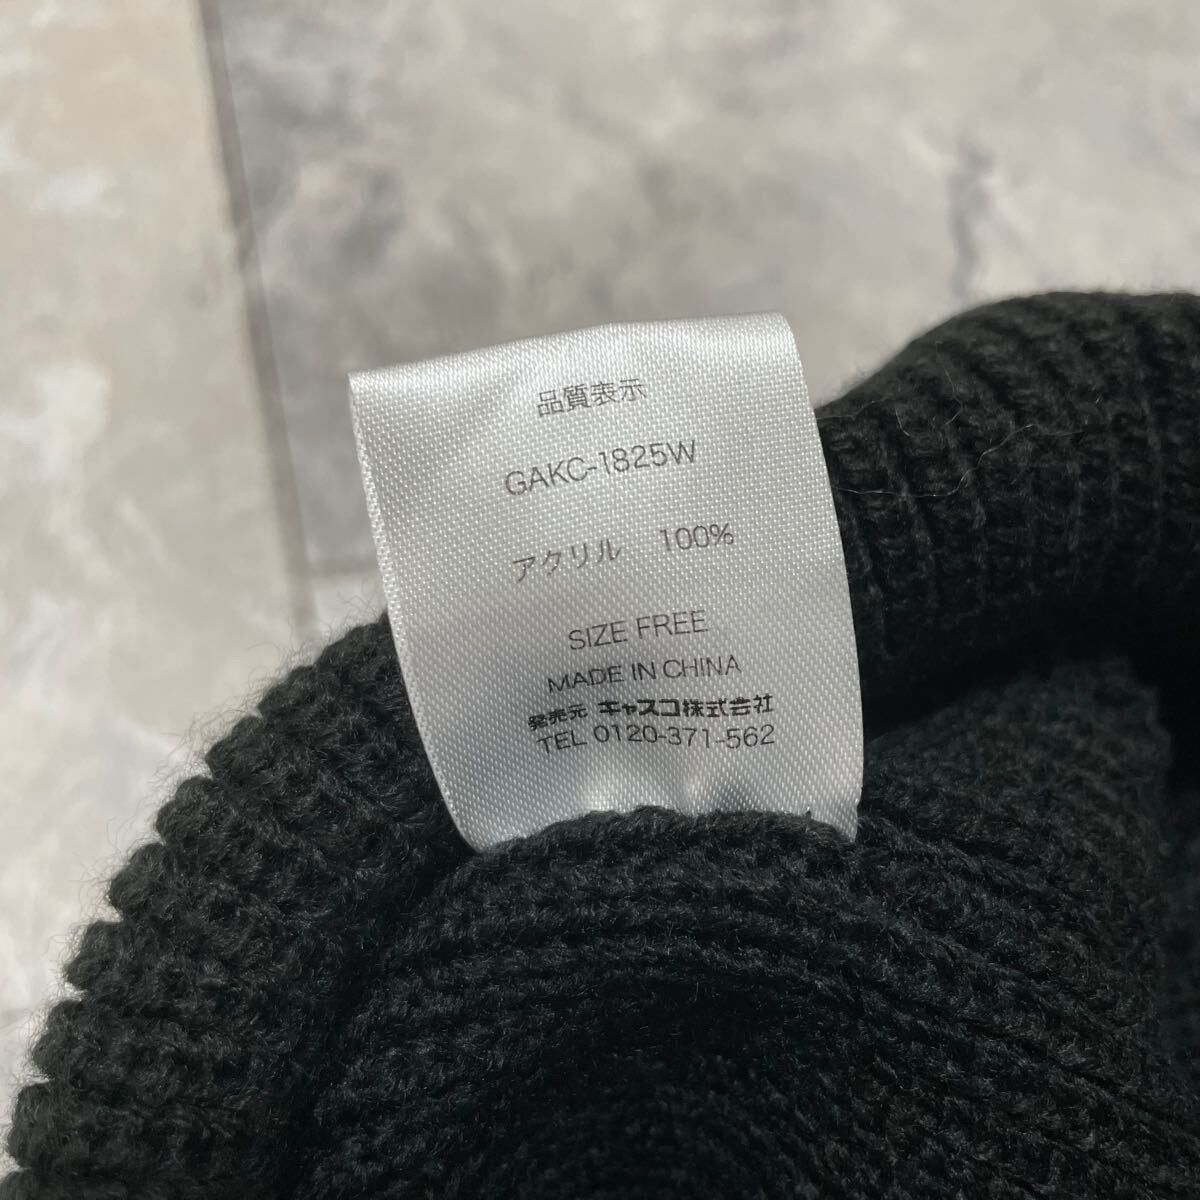 品質表示
GAKC-1825W
アクリル 100%
SIZE FREE
MADE IN CHINA
発売元 キャスコ株式会社
TEL 0120-371-562